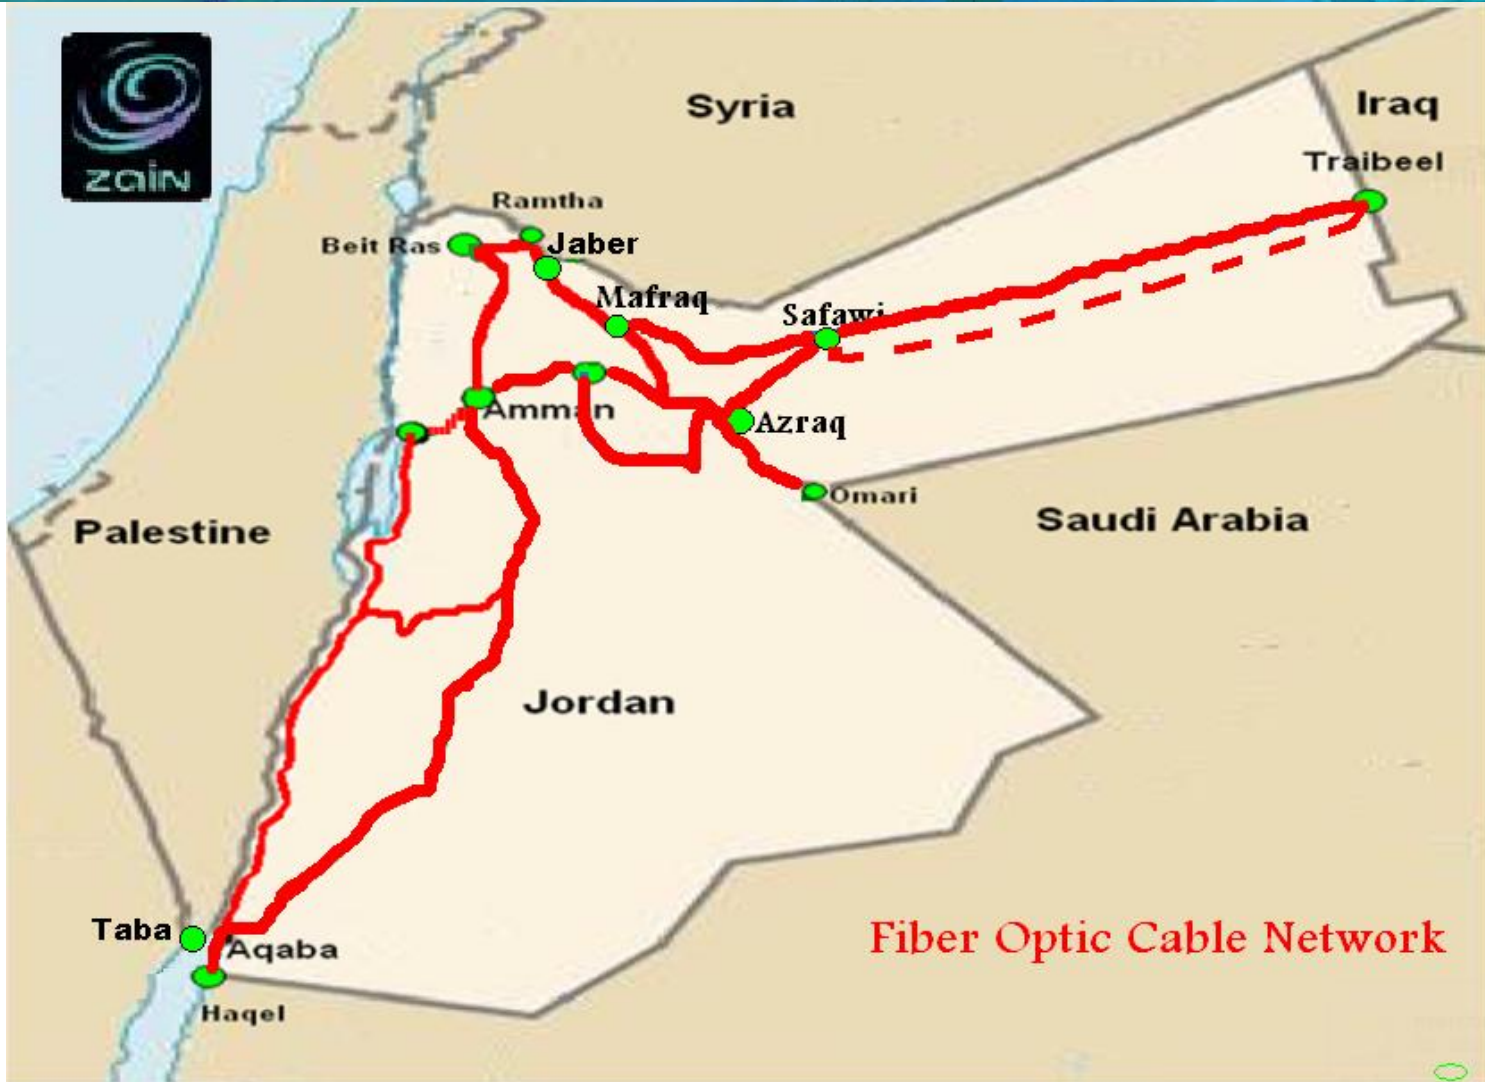 zain
Syria
Iraq
Traibeel
Ramtha
Beit Ras
Jaber
Mafraq
Safawi
Amman
Azraq
Omari
Palestine
Saudi Arabia
Jordan
Taba
Aqaba
Fiber Optic Cable Network
Haqel